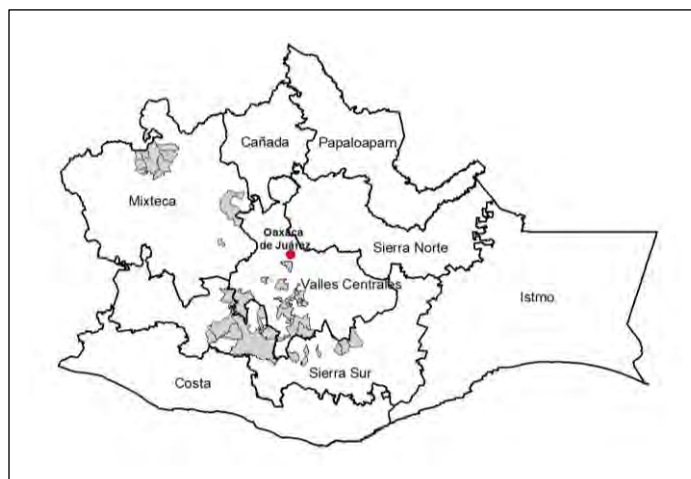 Cañada
Papaloapam
Mixteca
Oaxaca
de Juárez
Sierra Norte
Valles Centrales
Istmo
Sierra Sur
Costa